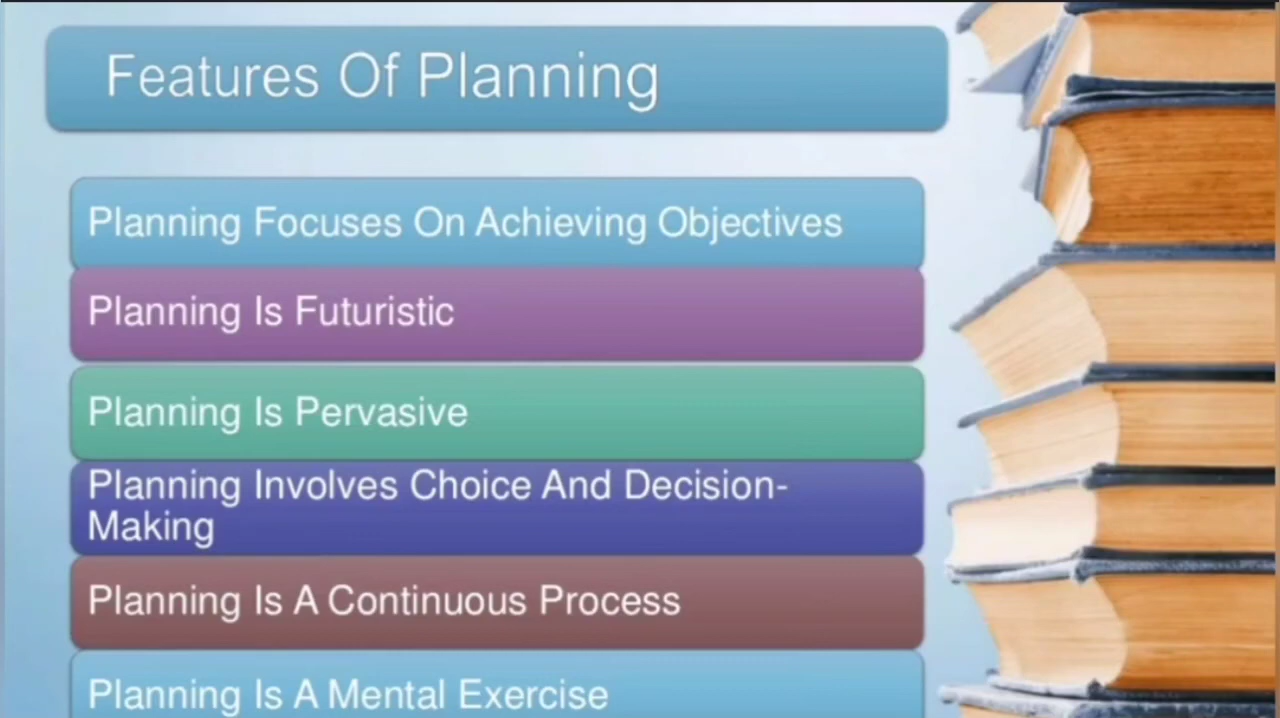 Features Of Planning
Planning Focuses On Achieving Objectives
Planning Is Futuristic
Planning Is Pervasive
Planning Involves Choice And Decision-
Making
Planning Is A Continuous Process
Planning Is A Mental Exercise